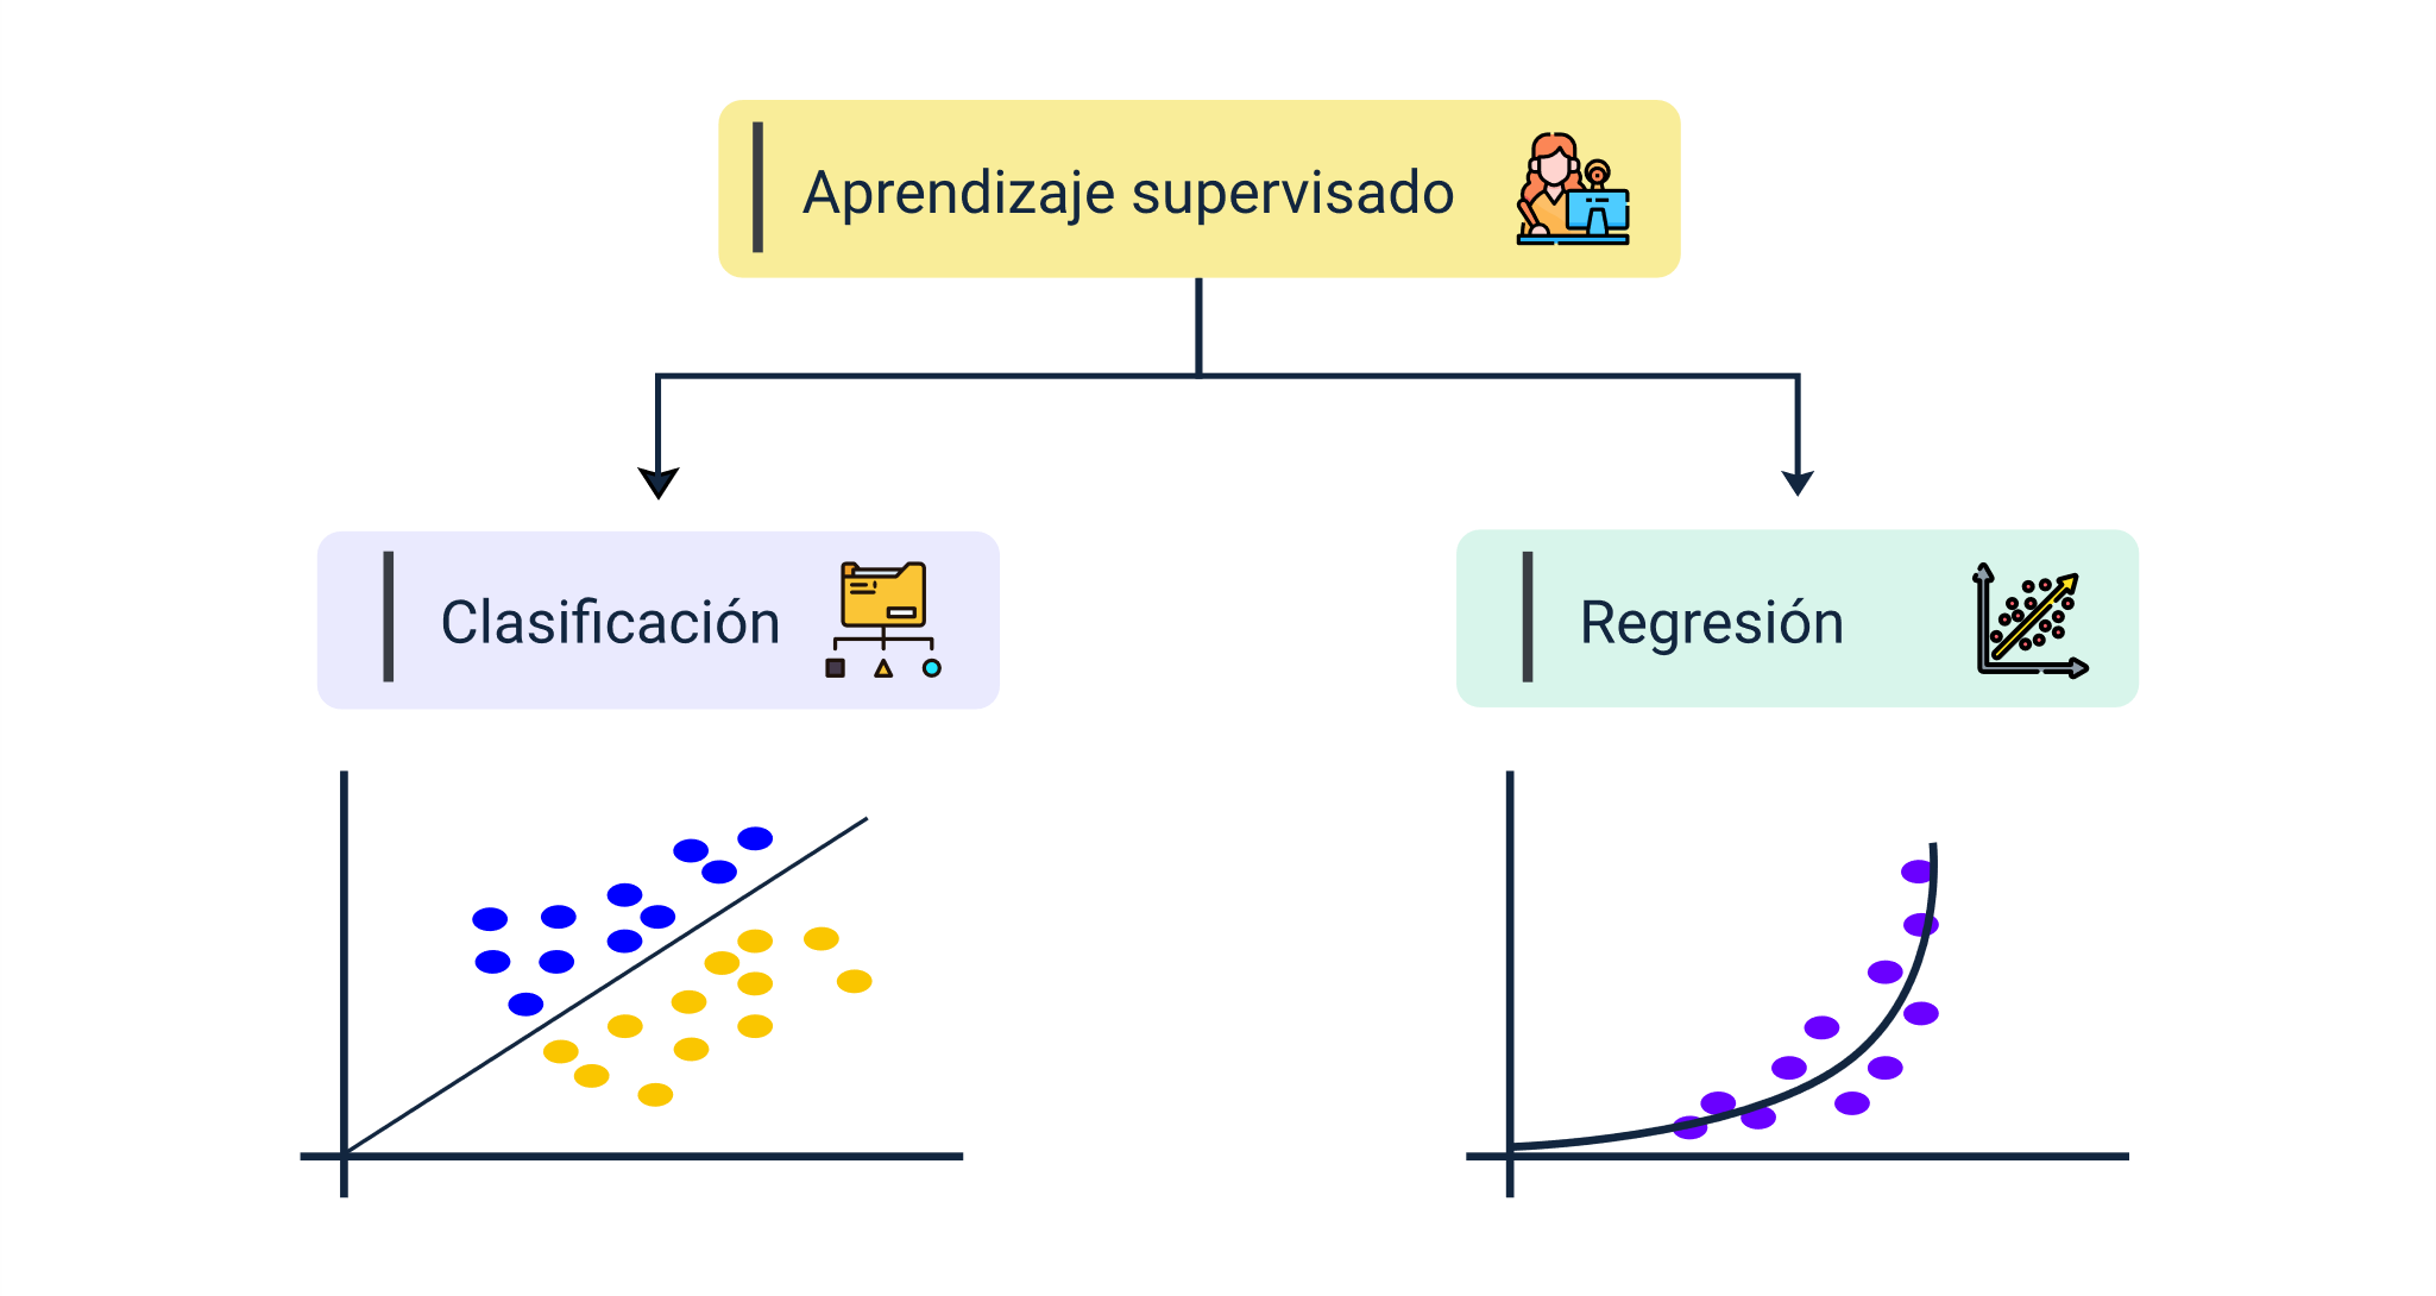 Aprendizaje supervisado
Clasificación
Regresión